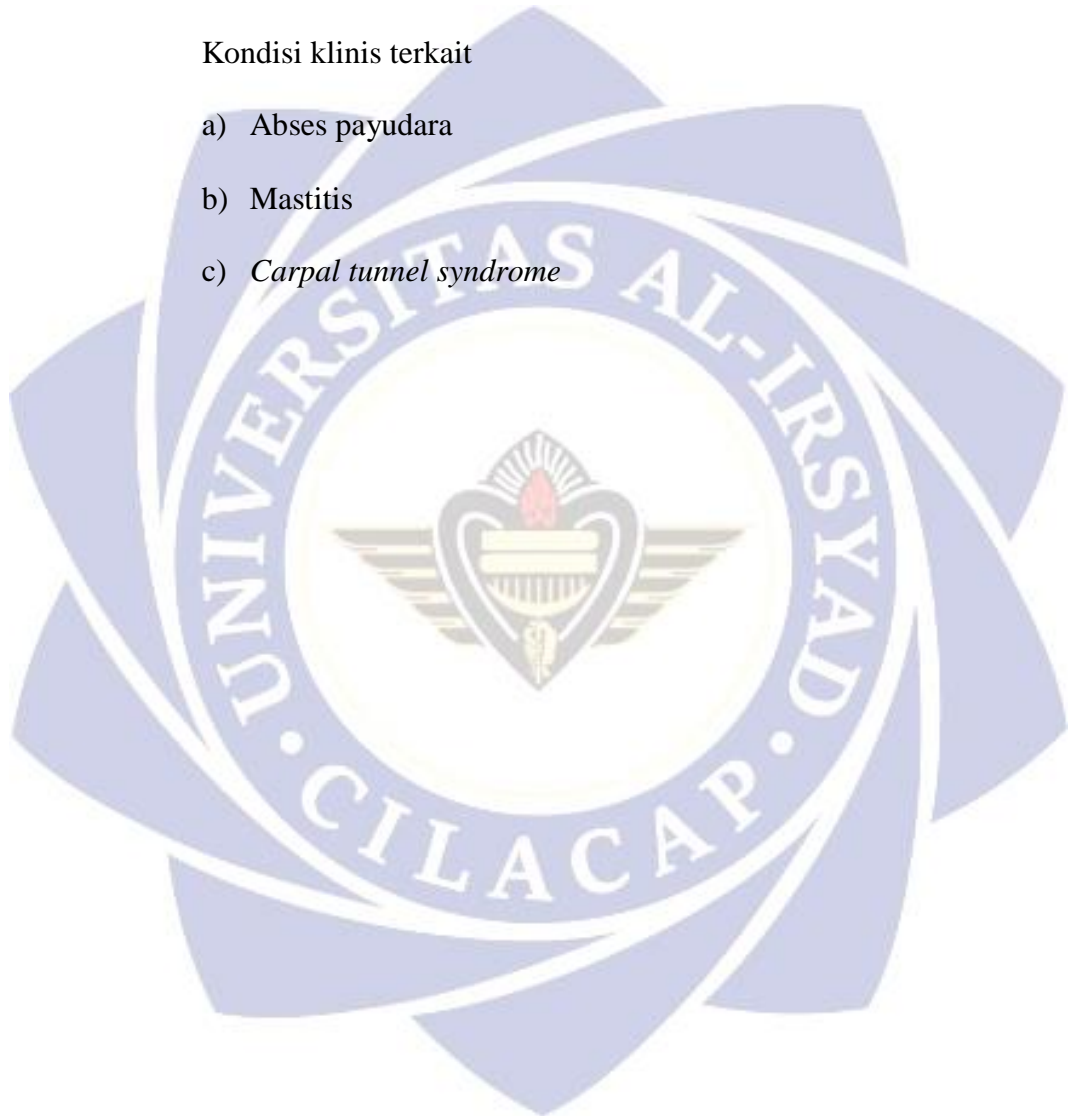 Kondisi klinis terkait
a) Abses payudara
b) Mastitis
c) Carpal tunnel syndrome
UNIVERSITAS AL-IRSYAD
• CILACAP •